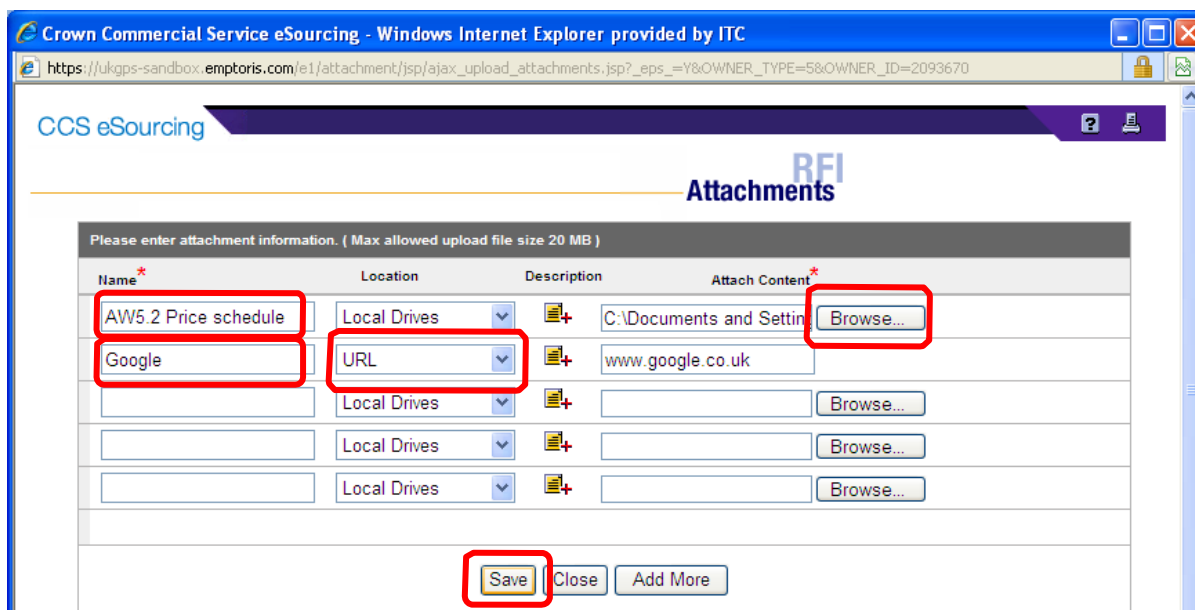 Crown Commercial Service eSourcing - Windows Internet Explorer provided by ITC
https://ukgps-sandbox.emptoris.com/e1/attachment/jsp/ajax_upload_attachments.jsp?_eps_=Y&OWNER_TYPE=5&OWNER_ID=2093670
CCS eSourcing
?
RFI
Attachments
Please enter attachment information. ( Max allowed upload file size 20 MB )
Name* Location Description Attach Content*
AW5.2 Price schedule Local Drives C:\Documents and Settin Browse...
Google URL www.google.co.uk
Local Drives Browse...
Local Drives Browse...
Local Drives Browse...
Save Close Add More